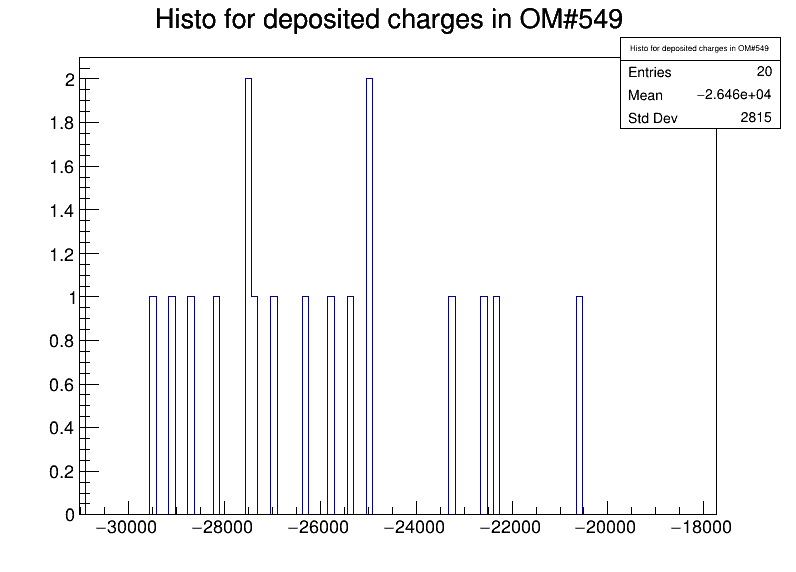 Histo for deposited charges in OM#549
Histo for deposited charges in OM#549
Entries 20
Mean −2.646e+04
Std Dev 2815
2
1.8
1.6
1.4
1.2
1
0.8
0.6
0.4
0.2
0
−30000 −28000 −26000 −24000 −22000 −20000 −18000